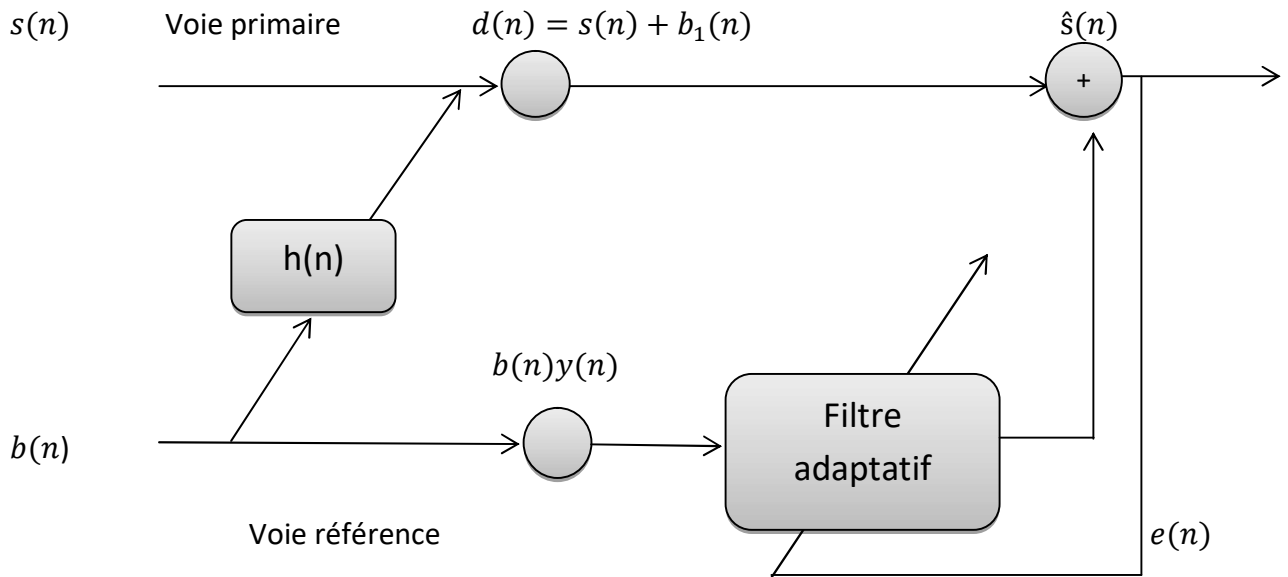 s(n) Voie primaire d(n) = s(n) + b₁(n) ŝ(n)
+
h(n)
b(n)y(n)
Filtre
adaptatif
b(n)
Voie référence e(n)